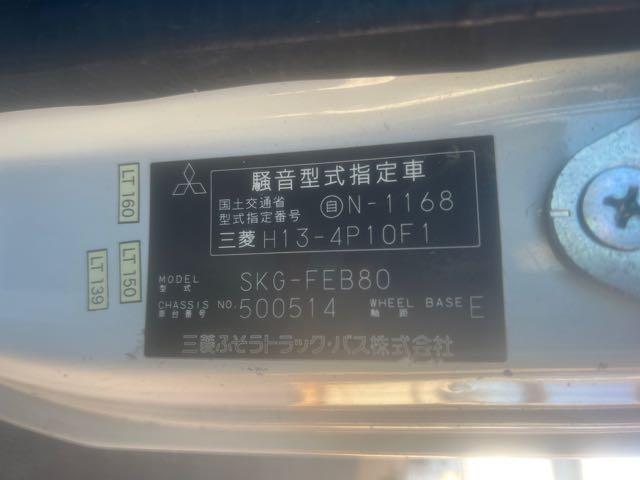 騒音型式指定車
国土交通省
型式指定番号 自N-1168
三菱 H13-4P10F1
MODEL SKG-FEB80
型式
CHASSIS NO. 500514 WHEEL BASE E
車台番号 軸距
三菱ふそうトラック・バス株式会社
LT 160
LT 150
LT 139